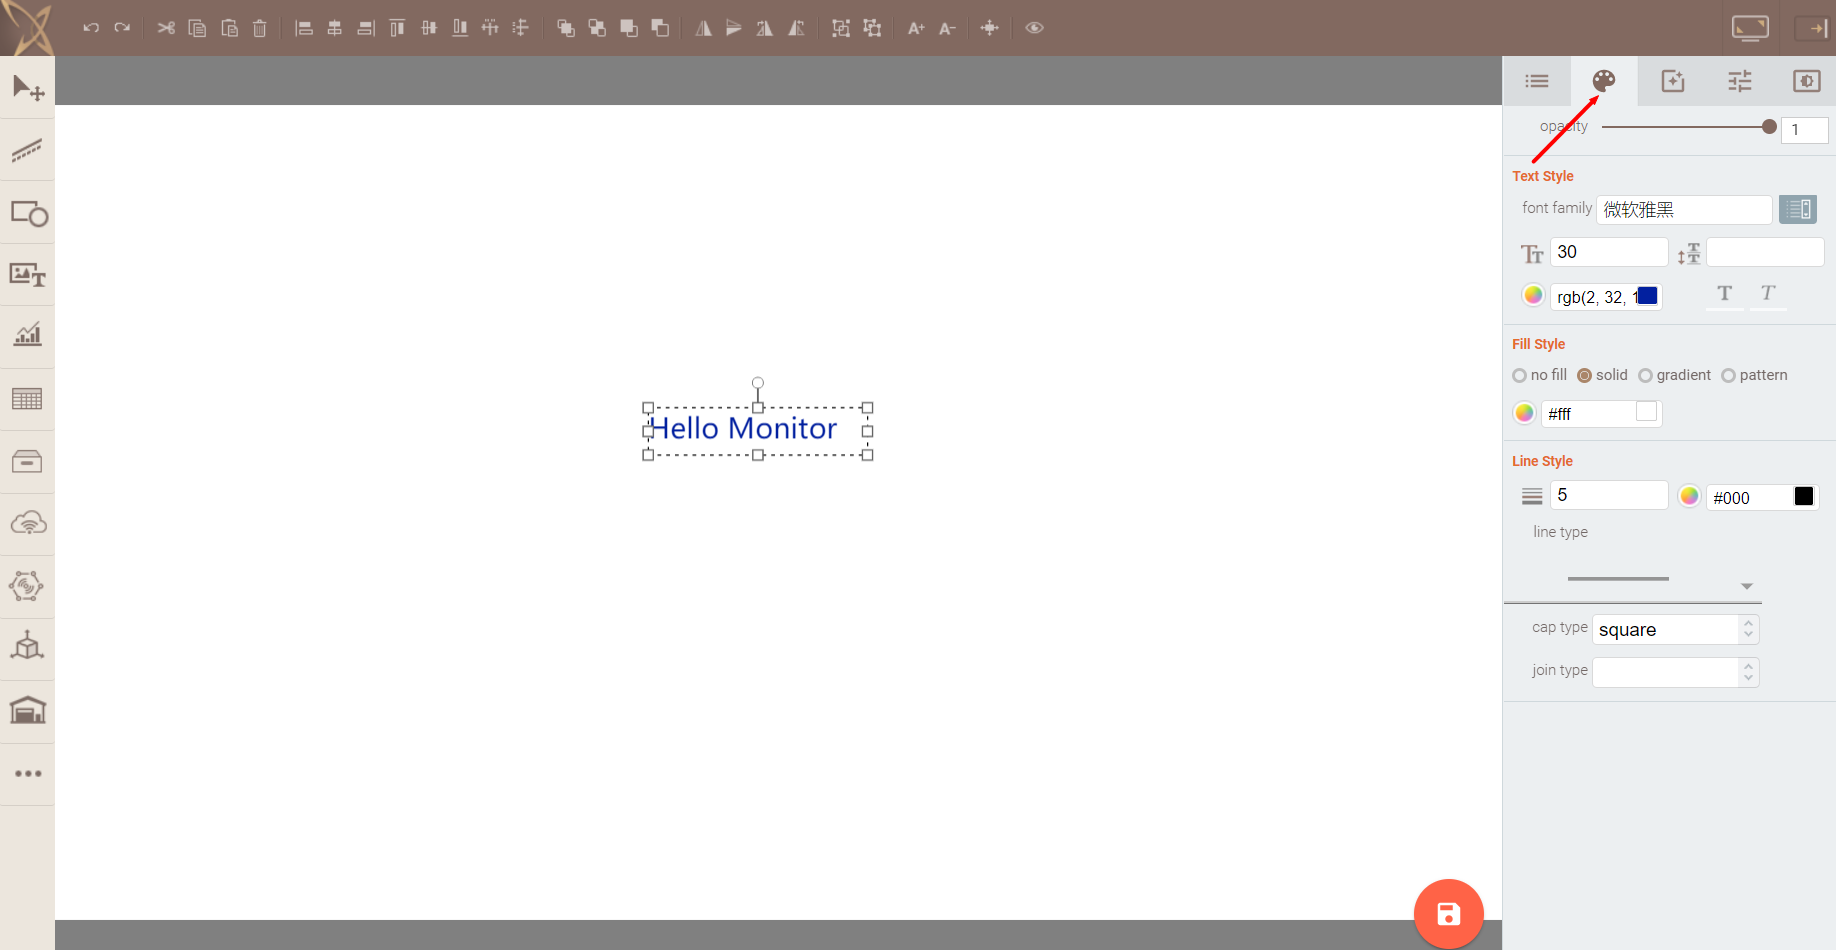 A+ A-
opacity 1
Text Style
font family 微软雅黑
30
rgb(2, 32, 1
Hello Monitor
Fill Style
no fill solid gradient pattern
#fff
Line Style
5 #000
line type
cap type square
join type